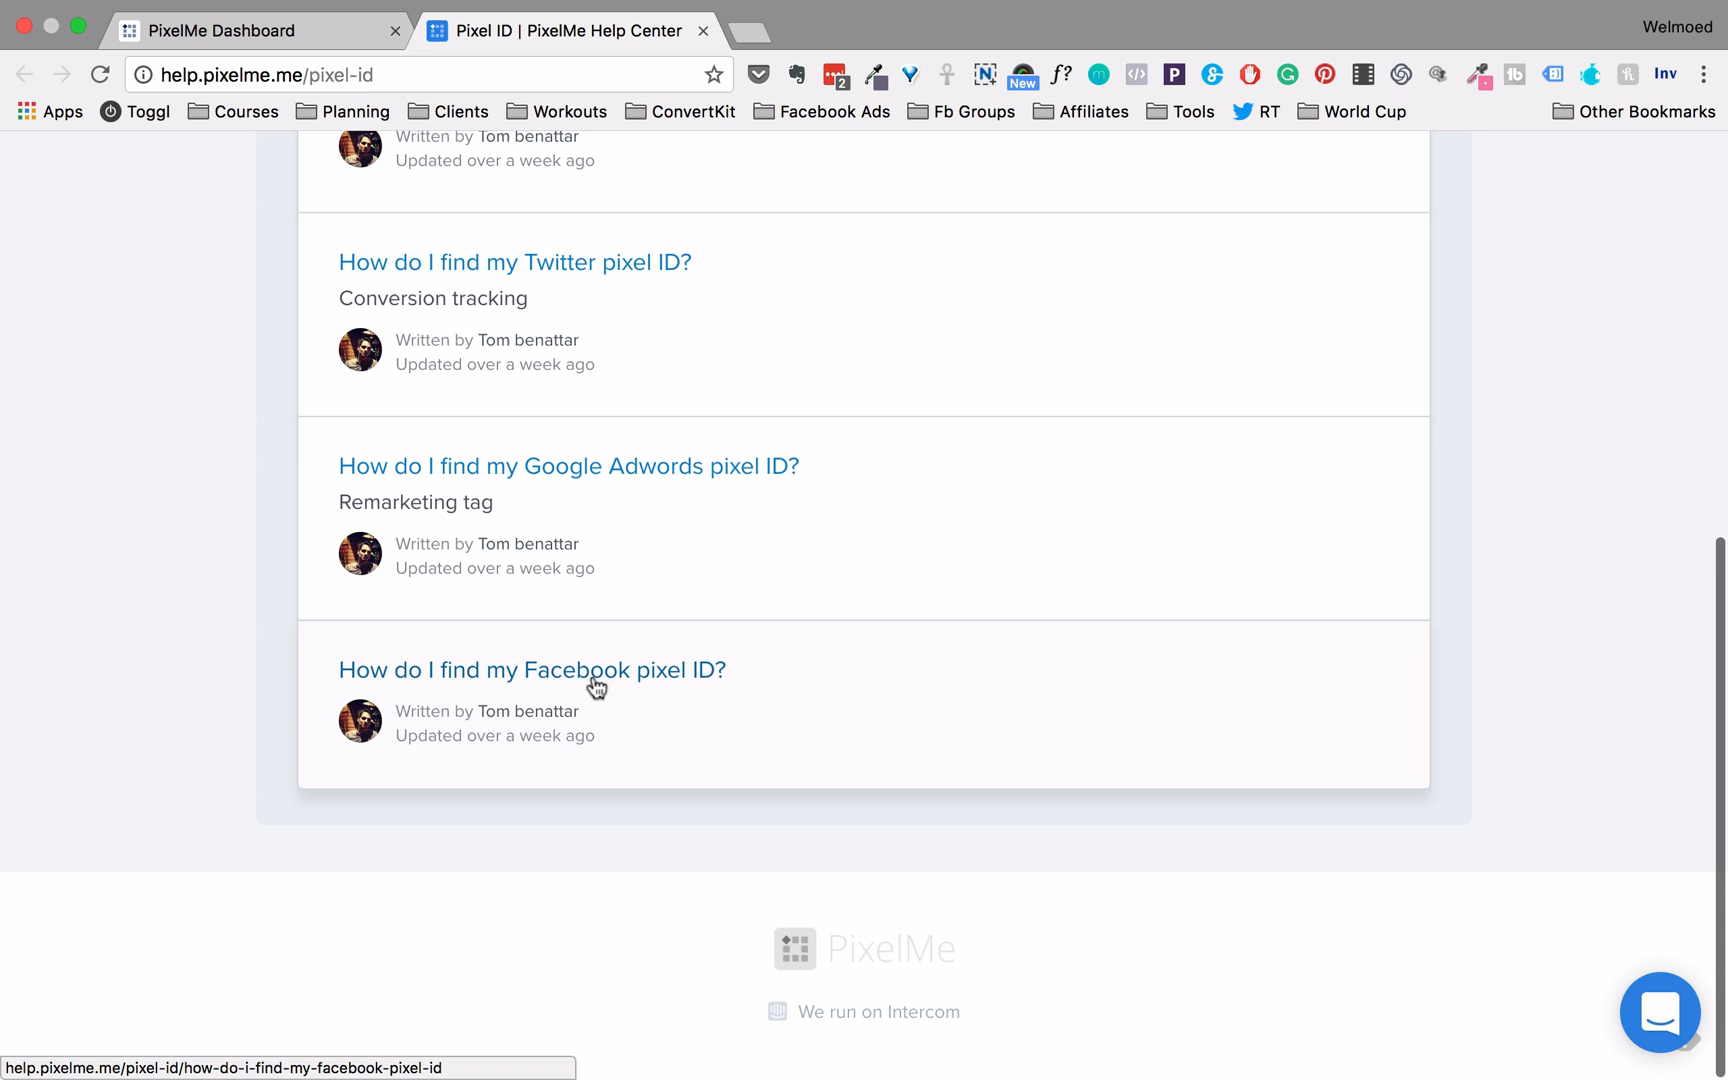 PixelMe Dashboard
Pixel ID | PixelMe Help Center
Welmoed
help.pixelme.me/pixel-id
2
New
f?
P
Inv
Apps
Toggl
Courses
Planning
Clients
Workouts
ConvertKit
Facebook Ads
Fb Groups
Affiliates
Tools
RT
World Cup
Other Bookmarks
Written by Tom benattar
Updated over a week ago
How do I find my Twitter pixel ID?
Conversion tracking
Written by Tom benattar
Updated over a week ago
How do I find my Google Adwords pixel ID?
Remarketing tag
Written by Tom benattar
Updated over a week ago
How do I find my Facebook pixel ID?
Written by Tom benattar
Updated over a week ago
PixelMe
We run on Intercom
help.pixelme.me/pixel-id/how-do-i-find-my-facebook-pixel-id